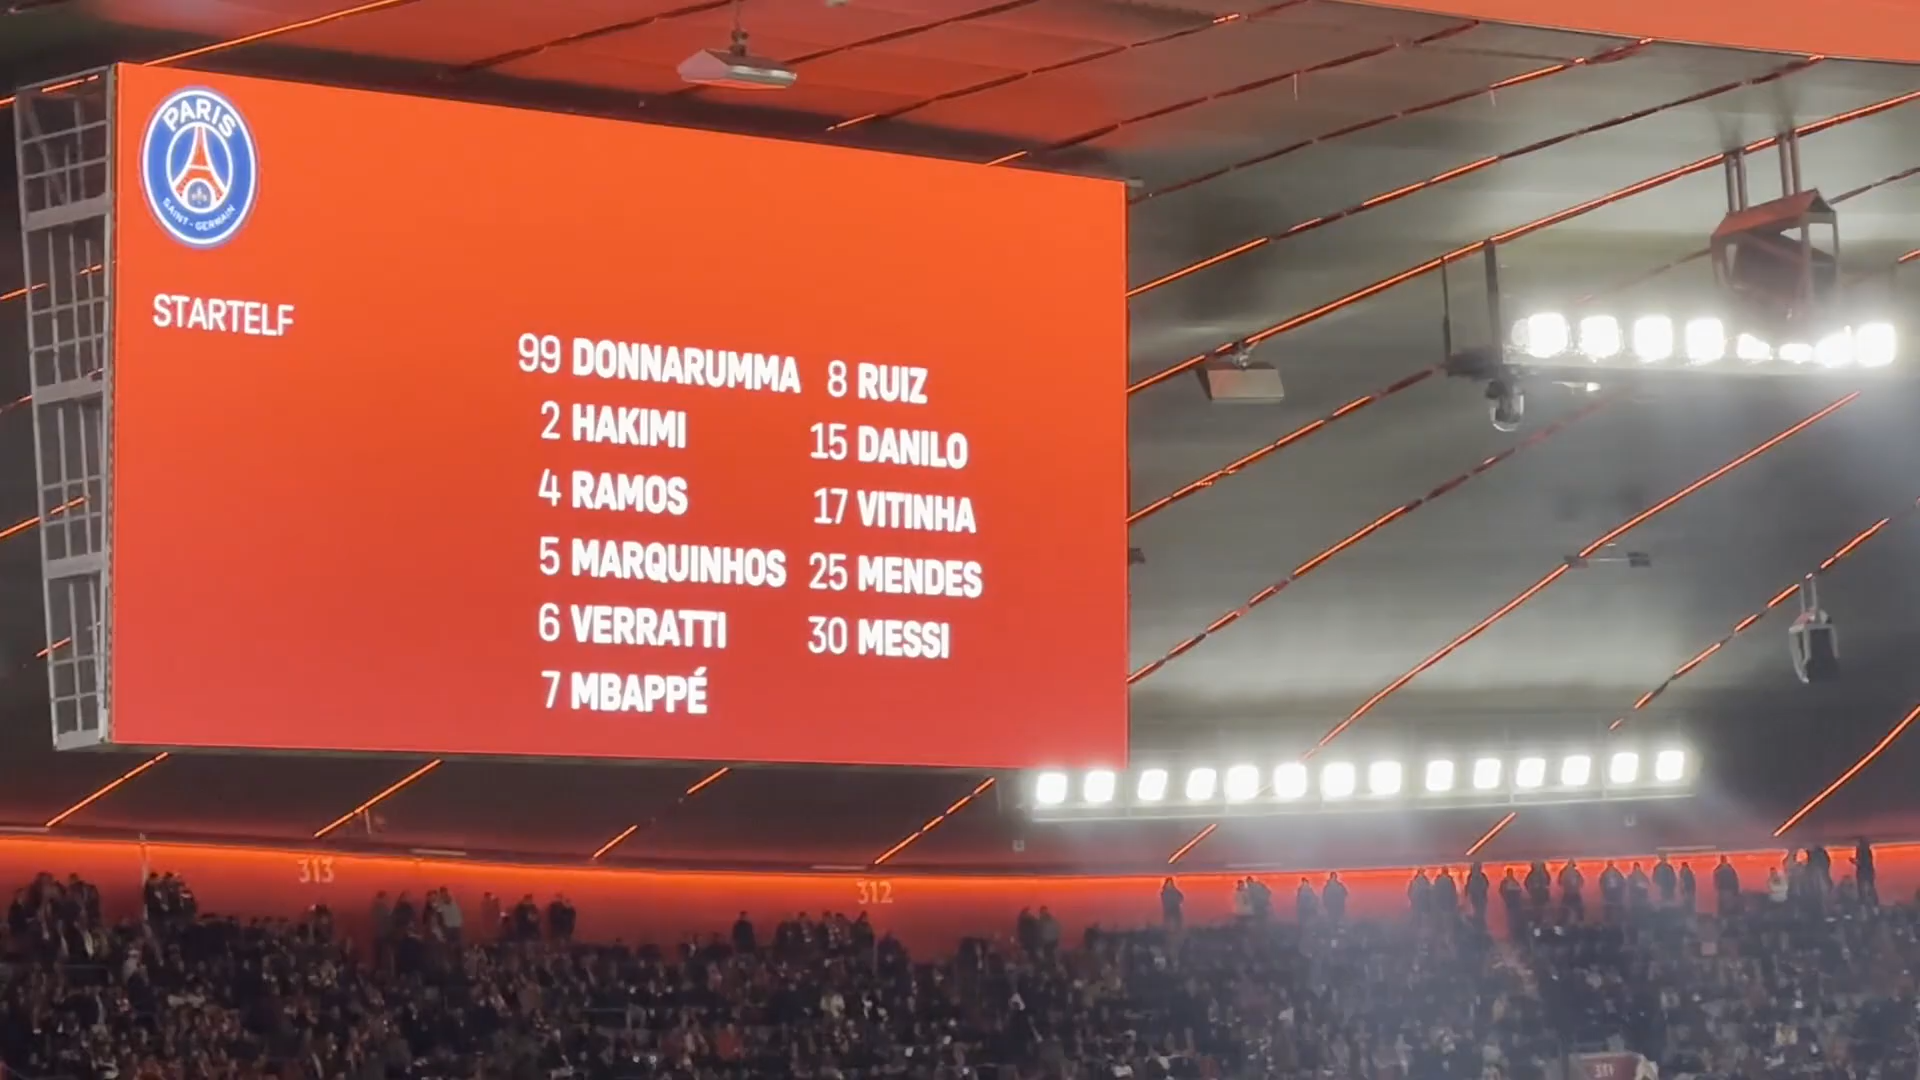 PARIS
SAINT-GERMAIN
STARTELF
99 DONNARUMMA
2 HAKIMI
4 RAMOS
5 MARQUINHOS
6 VERRATTI
7 MBAPPÉ
8 RUIZ
15 DANILO
17 VITINHA
25 MENDES
30 MESSI
313
312
311